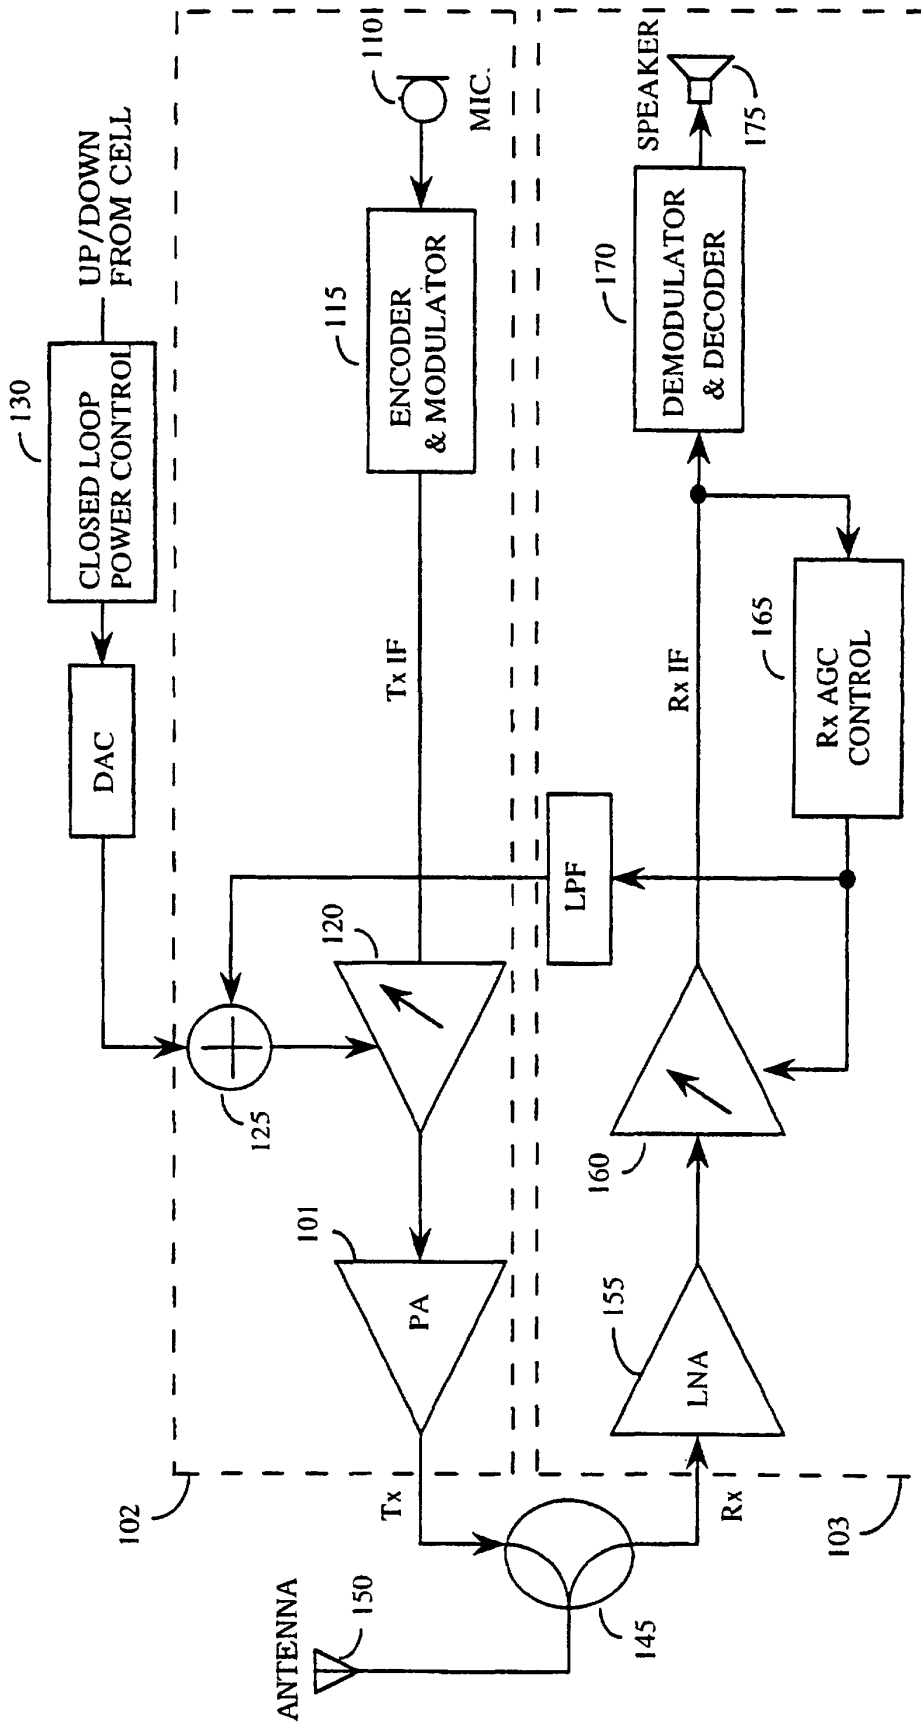 UP/DOWN
FROM CELL
130
CLOSED LOOP
POWER CONTROL
DAC
102
125
120
101
PA
Tx
Tx IF
115
ENCODER
& MODULATOR
110
MIC.
ANTENNA
150
145
Rx
103
155
LNA
160
LPF
Rx IF
165
Rx AGC
CONTROL
170
DEMODULATOR
& DECODER
SPEAKER
175